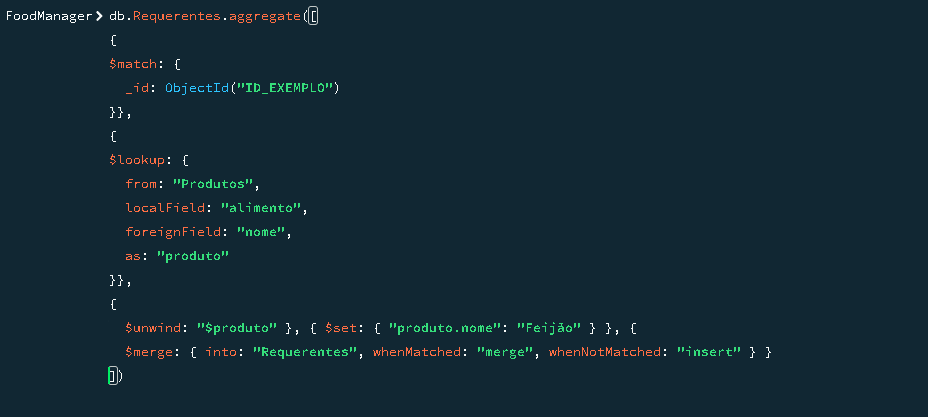 FoodManager> db.Requerentes.aggregate([
{
$match: {
_id: ObjectId("ID_EXEMPLO")
}},
{
$lookup: {
from: "Produtos",
localField: "alimento",
foreignField: "nome",
as: "produto"
}},
{
$unwind: "$produto" }, { $set: { "produto.nome": "Feijão" } }, {
$merge: { into: "Requerentes", whenMatched: "merge", whenNotMatched: "insert" } }
])